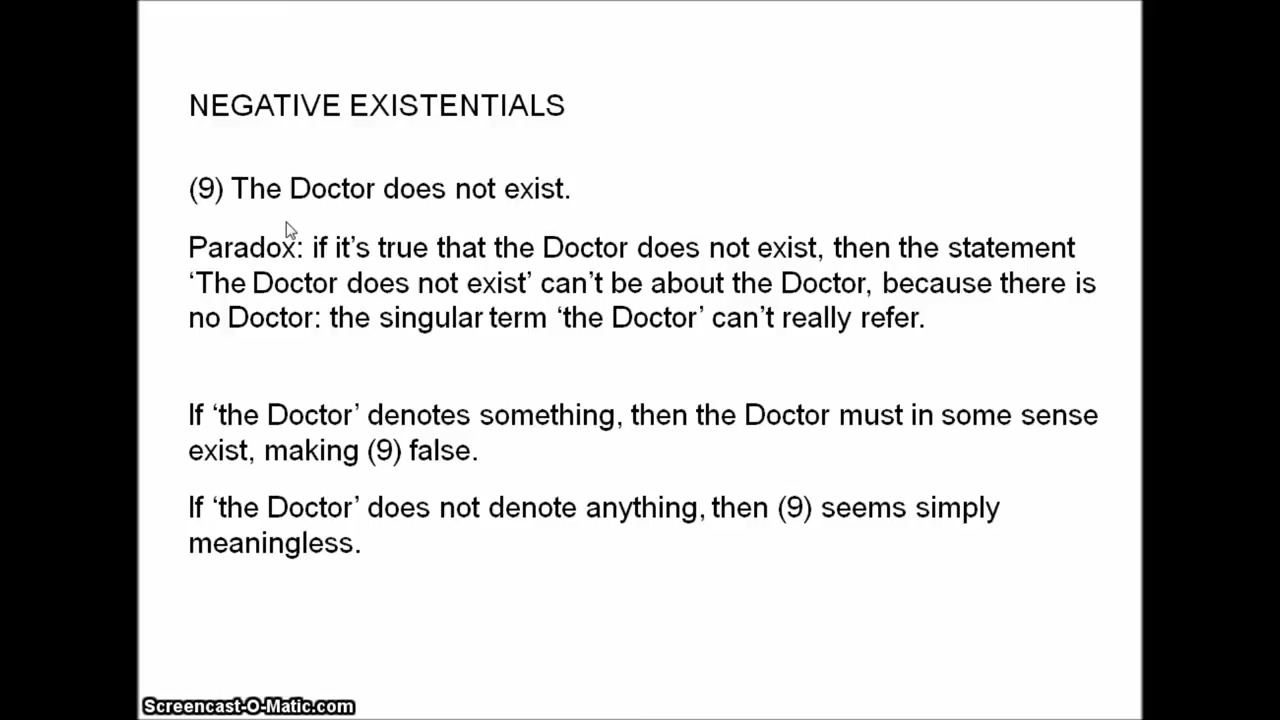 NEGATIVE EXISTENTIALS
(9) The Doctor does not exist.
Paradox: if it’s true that the Doctor does not exist, then the statement
‘The Doctor does not exist’ can’t be about the Doctor, because there is
no Doctor: the singular term ‘the Doctor’ can’t really refer.
If ‘the Doctor’ denotes something, then the Doctor must in some sense
exist, making (9) false.
If ‘the Doctor’ does not denote anything, then (9) seems simply
meaningless.
Screencast-O-Matic.com